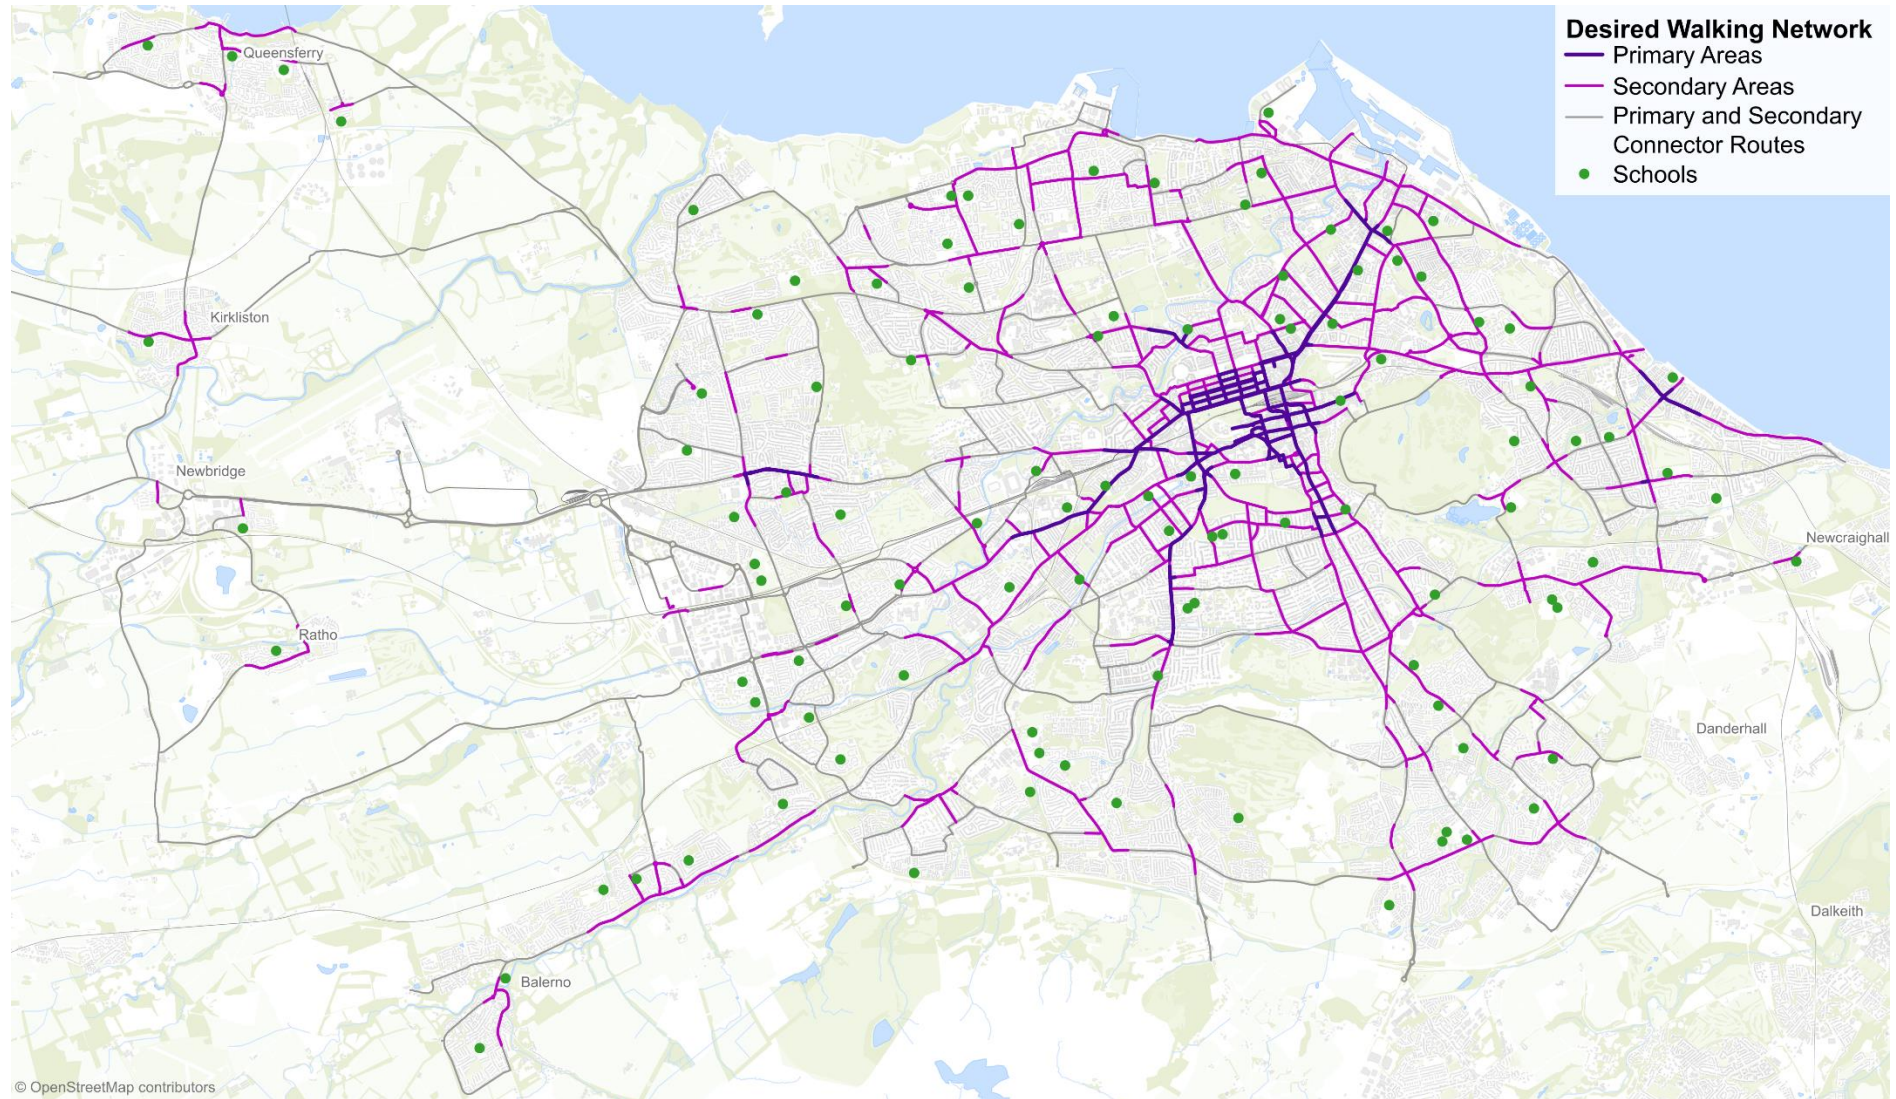 Desired Walking Network
Primary Areas
Secondary Areas
Primary and Secondary
Connector Routes
Schools
Queensferry
Kirkliston
Newbridge
Newcraighall
Ratho
Danderhall
Dalkeith
Balerno
© OpenStreetMap contributors